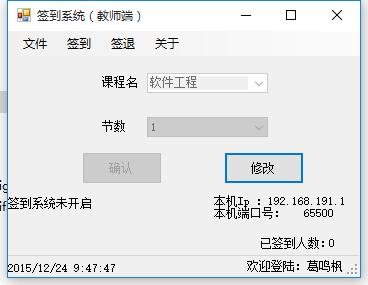 签到系统（教师端）
文件 签到 签退 关于
课程名 软件工程
节数 1
确认 修改
签到系统未开启
本机Ip：192.168.191.1
本机端口号： 65500
已签到人数：0
2015/12/24 9:47:47 欢迎登陆：葛鸣枫